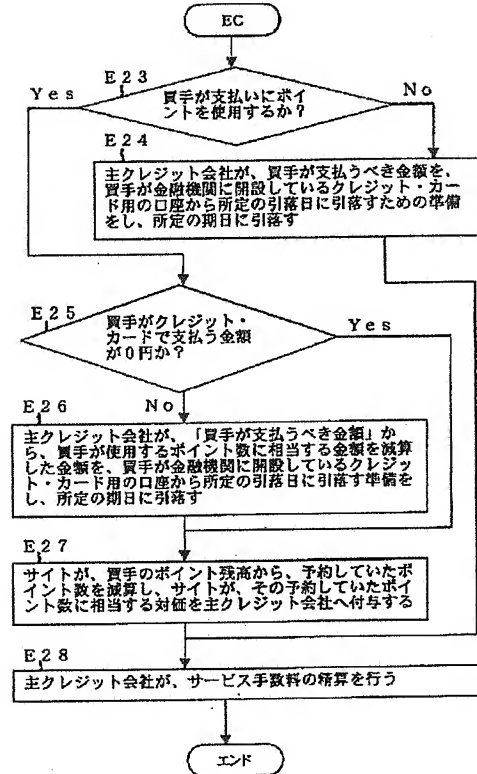 EC
E23
Yes
No
買手が支払いにポイ
ントを使用するか？
E24
主クレジット会社が、買手が支払うべき金額を、
買手が金融機関に開設しているクレジット・カー
ド用の口座から所定の引落日に引落すための準備
をし、所定の期日に引落す
E25
買手がクレジット・
カードで支払う金額
が０円か？
Yes
No
E26
主クレジット会社が、「買手が支払うべき金額」か
ら、買手が使用するポイント数に相当する金額を減算
した金額を、買手が金融機関に開設しているクレジッ
ト・カード用の口座から所定の引落日に引落す準備を
し、所定の期日に引落す
E27
サイトが、買手のポイント残高から、予約していたポ
イント数を減算し、サイトが、その予約していたポイ
ント数に相当する対価を主クレジット会社へ付与する
E28
主クレジット会社が、サービス手数料の精算を行う
エンド